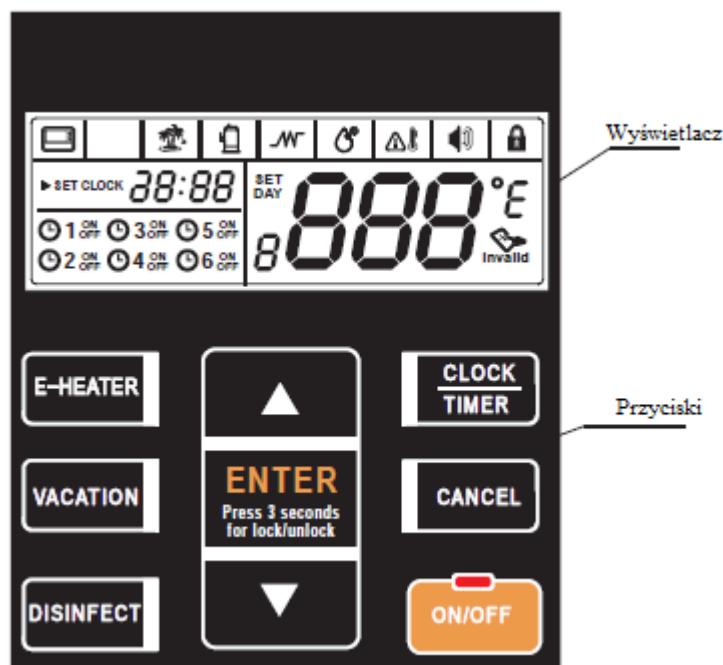 Wyświetlacz
SET CLOCK 88:88
SET DAY
8 888 °E
1 ON OFF 3 ON OFF 5 ON OFF
2 ON OFF 4 ON OFF 6 ON OFF
Invalid
E-HEATER
CLOCK
TIMER
Przyciski
VACATION
ENTER
Press 3 seconds
for lock/unlock
CANCEL
DISINFECT
ON/OFF